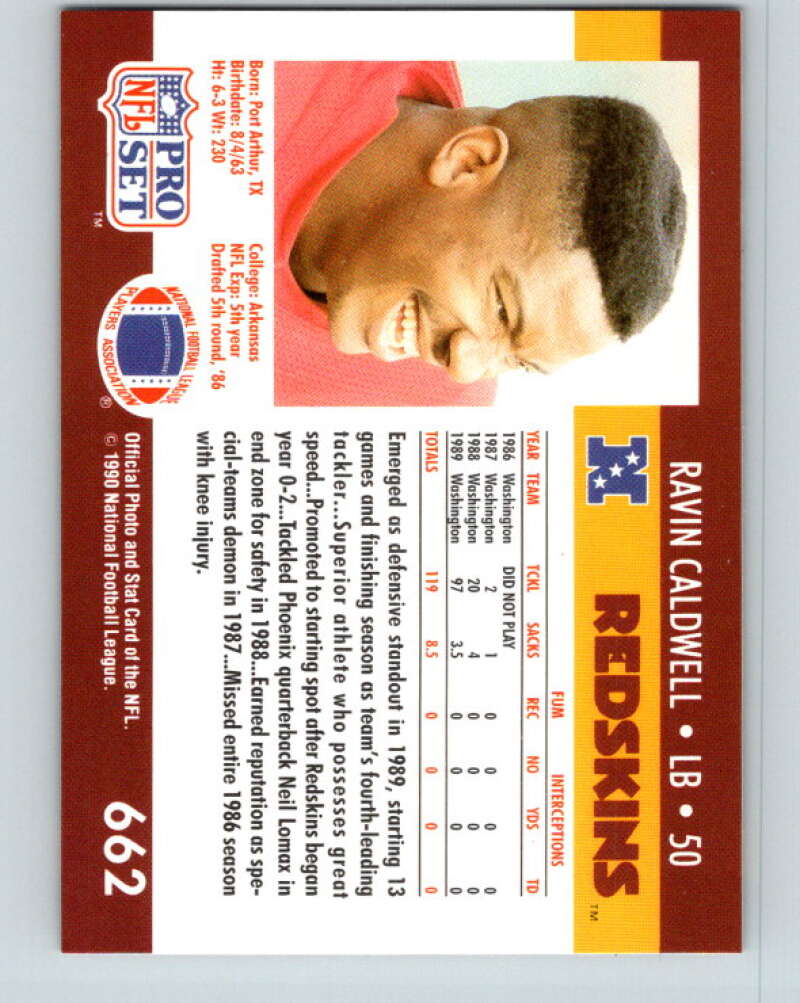 RAVIN CALDWELL • LB • 50
N
REDSKINS™
Born: Port Arthur, TX
Birthdate: 8/4/63
Ht: 6-3 Wt: 230
College: Arkansas
NFL Exp: 5th year
Drafted 5th round, '86
FUM INTERCEPTIONS
YEAR TEAM TCKL SACKS REC NO YDS TD
1986 Washington DID NOT PLAY
1987 Washington 2 1 0 0 0 0
1988 Washington 20 4 0 0 0 0
1989 Washington 97 3.5 0 0 0 0
TOTALS 119 8.5 0 0 0 0
Emerged as defensive standout in 1989, starting 13
games and finishing season as team's fourth-leading
tackler...Superior athlete who possesses great
speed...Promoted to starting spot after Redskins began
year 0-2...Tackled Phoenix quarterback Neil Lomax in
end zone for safety in 1988...Earned reputation as spe-
cial-teams demon in 1987...Missed entire 1986 season
with knee injury.
NFL
PRO
SET
™
NATIONAL FOOTBALL LEAGUE
PLAYERS ASSOCIATION
®
Official Photo and Stat Card of the NFL.
© 1990 National Football League.
662